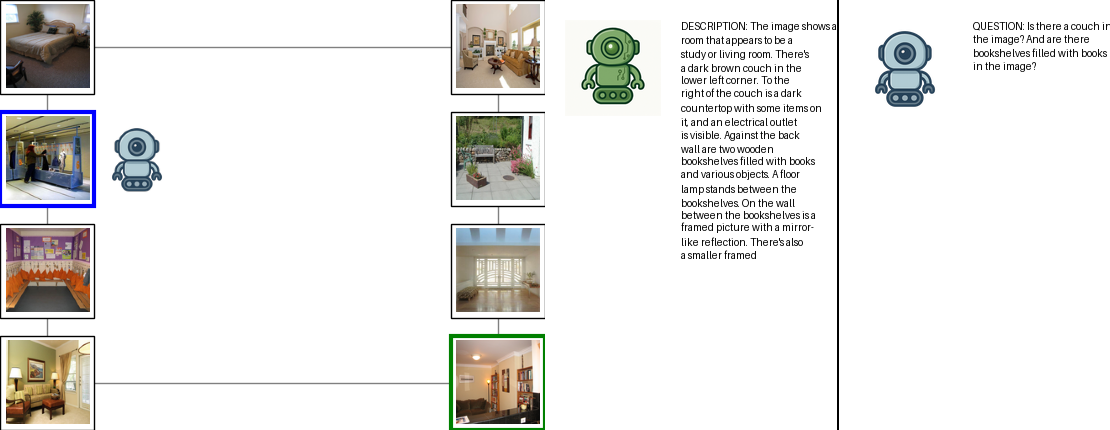 DESCRIPTION: The image shows a
room that appears to be a
study or living room. There's
a dark brown couch in the
lower left corner. To the
right of the couch is a dark
countertop with some items on
it, and an electrical outlet
is visible. Against the back
wall are two wooden
bookshelves filled with books
and various objects. A floor
lamp stands between the
bookshelves. On the wall
between the bookshelves is a
framed picture with a mirror-
like reflection. There's also
a smaller framed
QUESTION: Is there a couch in
the image? And are there
bookshelves filled with books
in the image?